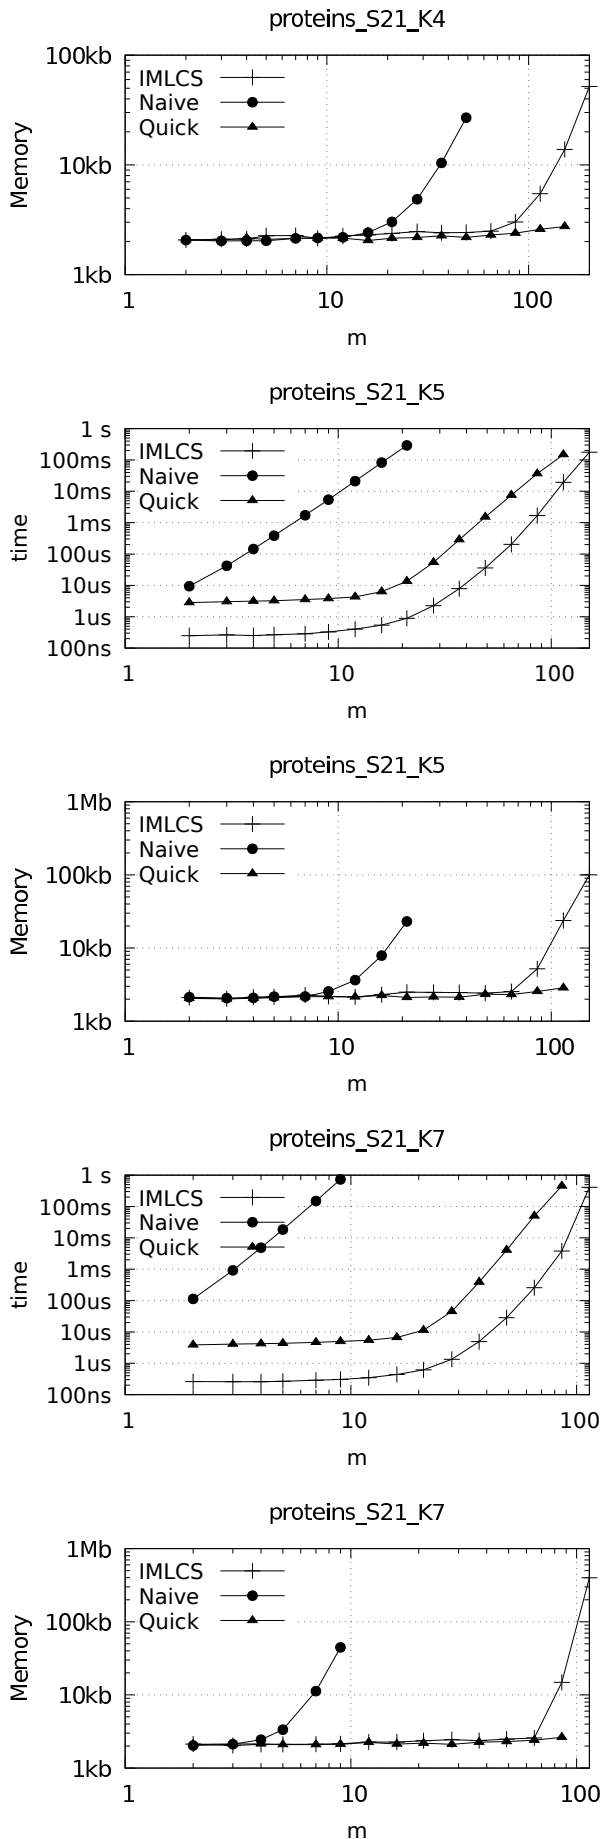 proteins_S21_K4
100kb
IMLCS
Naive
Quick
Memory
10kb
1kb
1 10 100
m
proteins_S21_K5
1 s
IMLCS
100ms
Naive
10ms
Quick
1ms
time
100us
10us
1us
100ns
1 10 100
m
proteins_S21_K5
1Mb
IMLCS
Naive
100kb
Quick
Memory
10kb
1kb
1 10 100
m
proteins_S21_K7
1 s
IMLCS
100ms
Naive
10ms
Quick
1ms
time
100us
10us
1us
100ns
1 10 100
m
proteins_S21_K7
1Mb
IMLCS
Naive
100kb
Quick
Memory
10kb
1kb
1 10 100
m